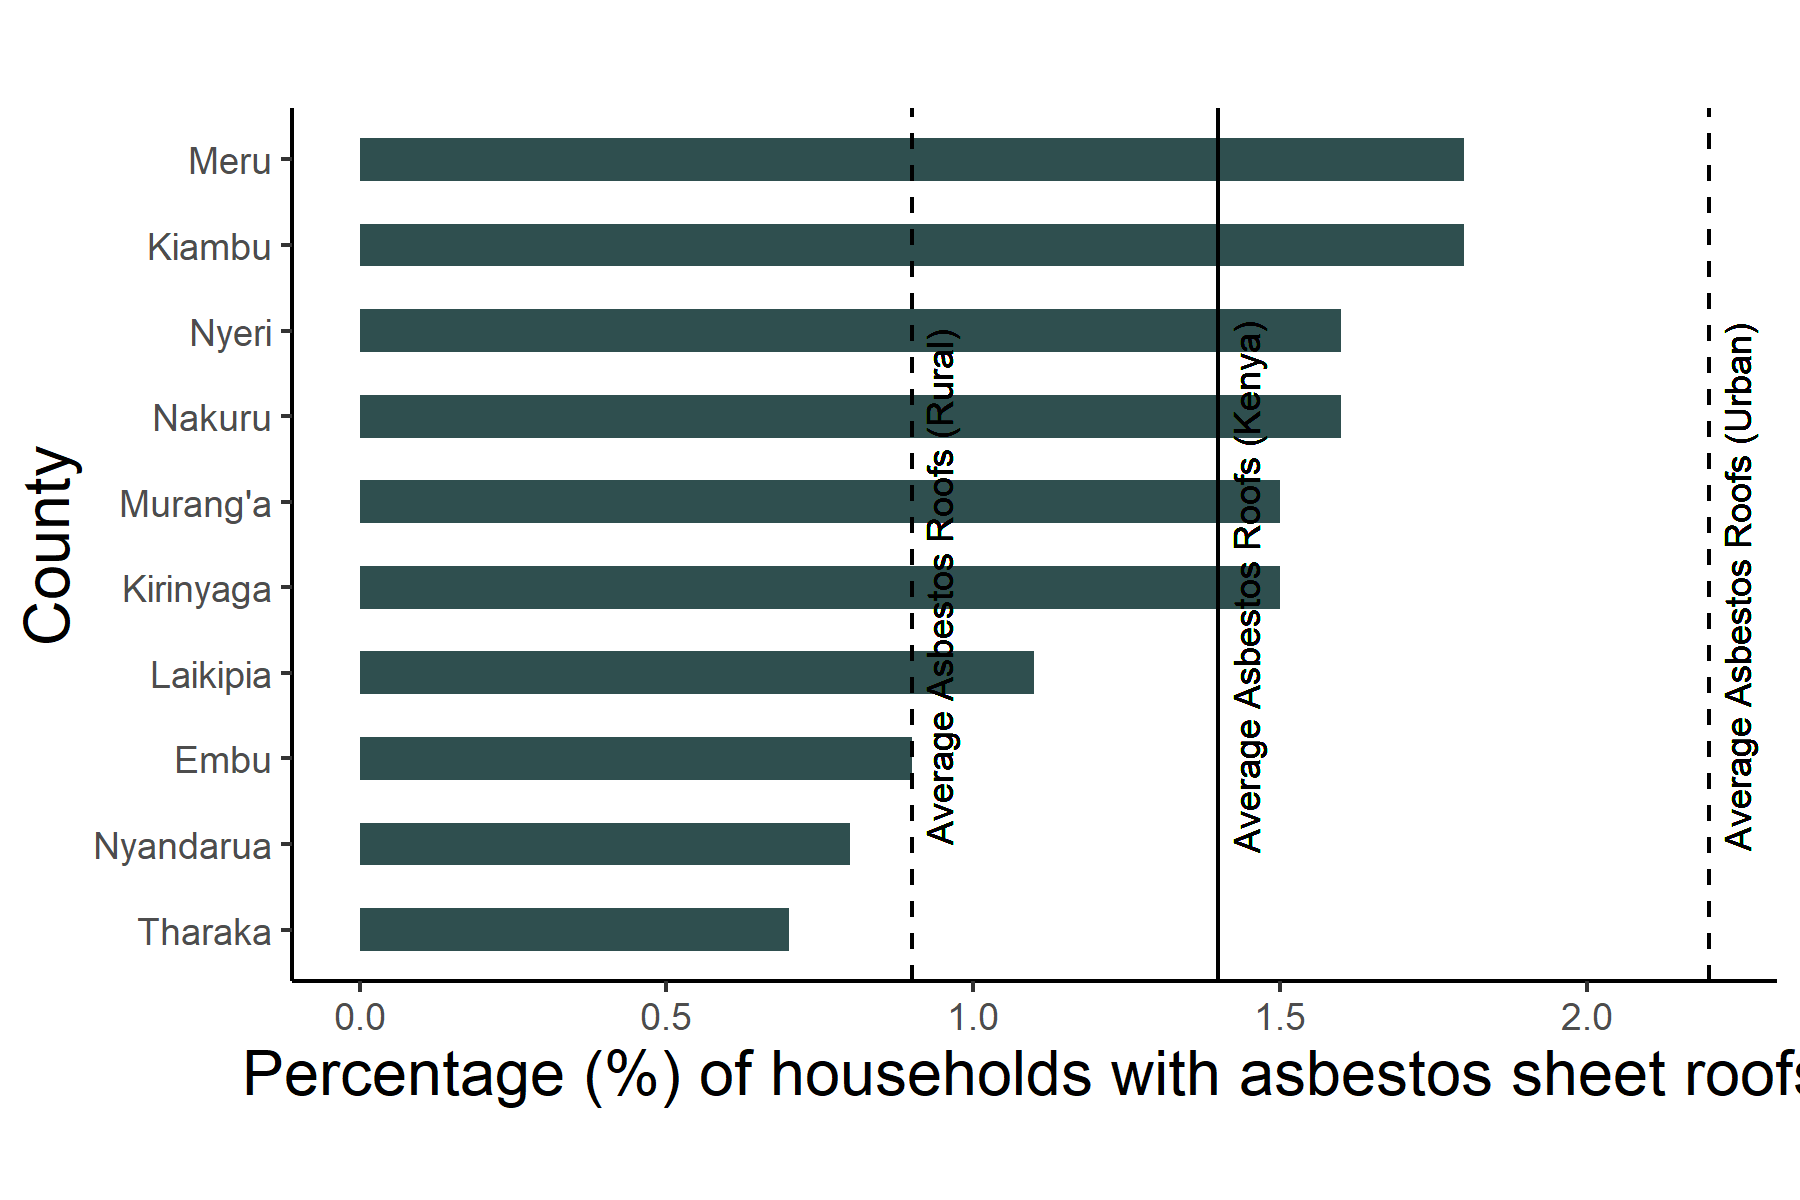 Meru
Kiambu
Nyeri
Nakuru
Murang'a
Kirinyaga
Laikipia
Embu
Nyandarua
Tharaka
County
Average Asbestos Roofs (Rural)
Average Asbestos Roofs (Kenya)
Average Asbestos Roofs (Urban)
0.0 0.5 1.0 1.5 2.0
Percentage (%) of households with asbestos sheet roofs